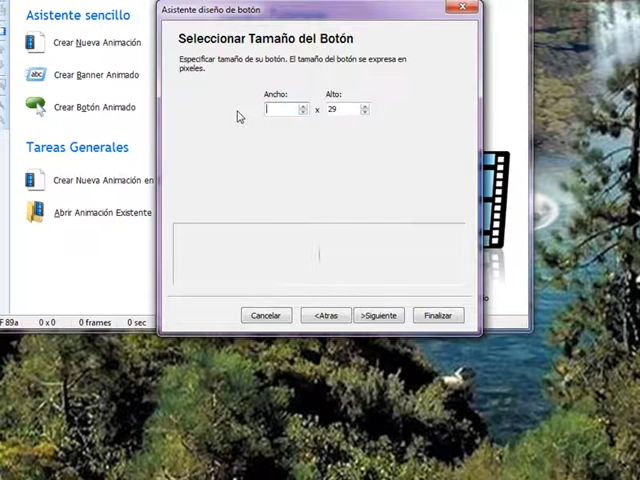 Asistente diseño de botón
Asistente sencillo
Seleccionar Tamaño del Botón
Crear Nueva Animación
Especificar tamaño de su botón. El tamaño del botón se expresa en
pixeles.
abc
Crear Banner Animado
Ancho:
Alto:
x
29
Crear Botón Animado
Tareas Generales
Crear Nueva Animación en
Abrir Animación Existente
Cancelar
<Atras
>Siguiente
Finalizar
F 89a
0 x 0
0 frames
0 sec